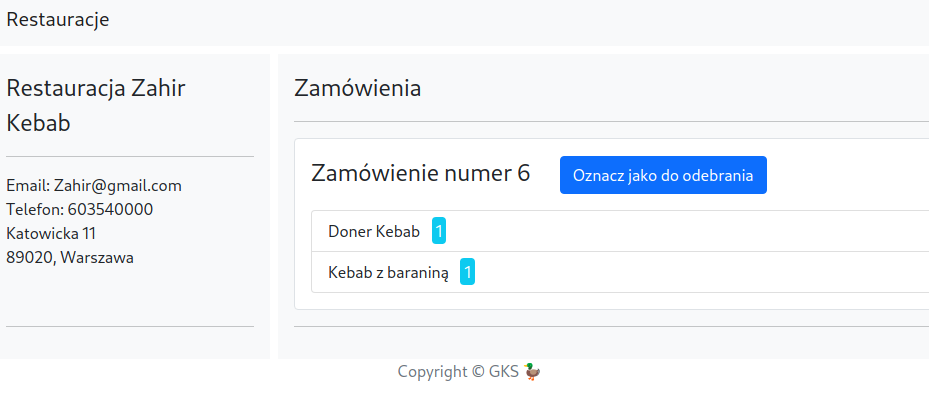 Restauracje
Restauracja Zahir
Kebab
Email: Zahir@gmail.com
Telefon: 603540000
Katowicka 11
89020, Warszawa
Zamówienia
Zamówienie numer 6
Oznacz jako do odebrania
Doner Kebab 1
Kebab z baraniną 1
Copyright © GKS 🦆